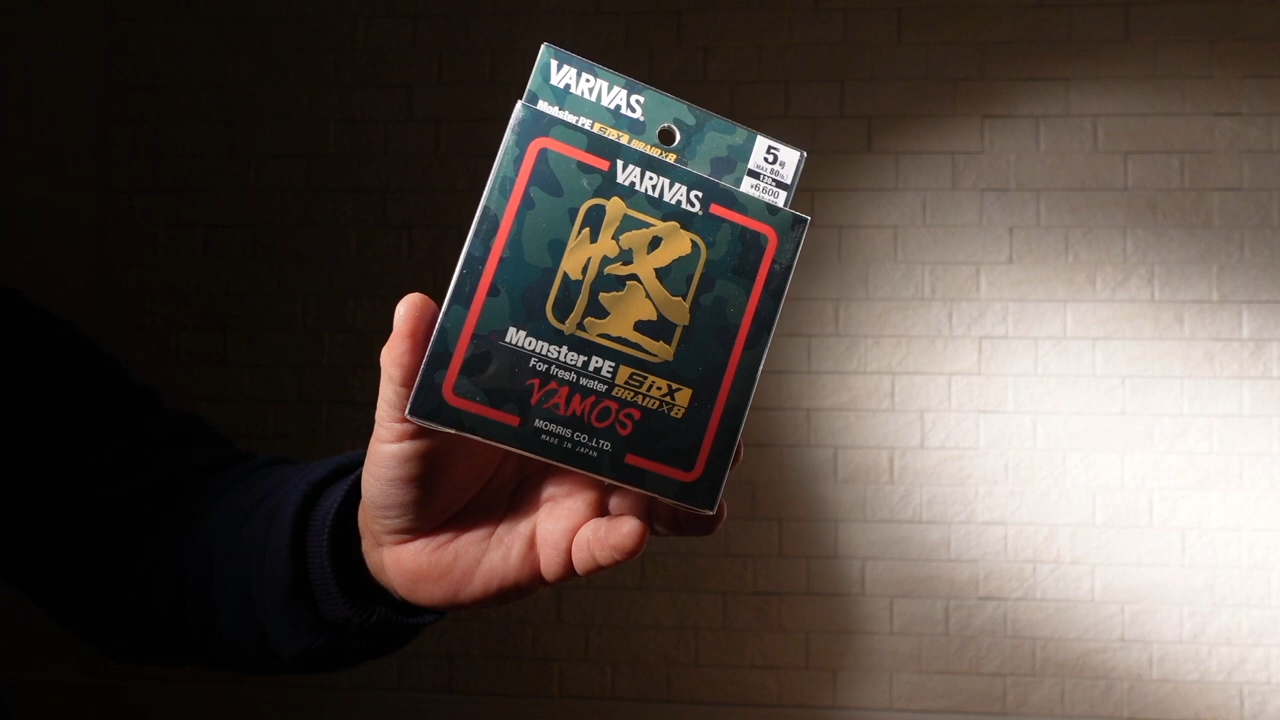 VARIVAS®
Monster PE Si-X BRAID×8
5号
(MAX 80lb)
130m
¥6,600
VARIVAS®
怪
Monster PE Si-X
For fresh water BRAID×8
VAMOS
MORRIS CO.,LTD.
MADE IN JAPAN